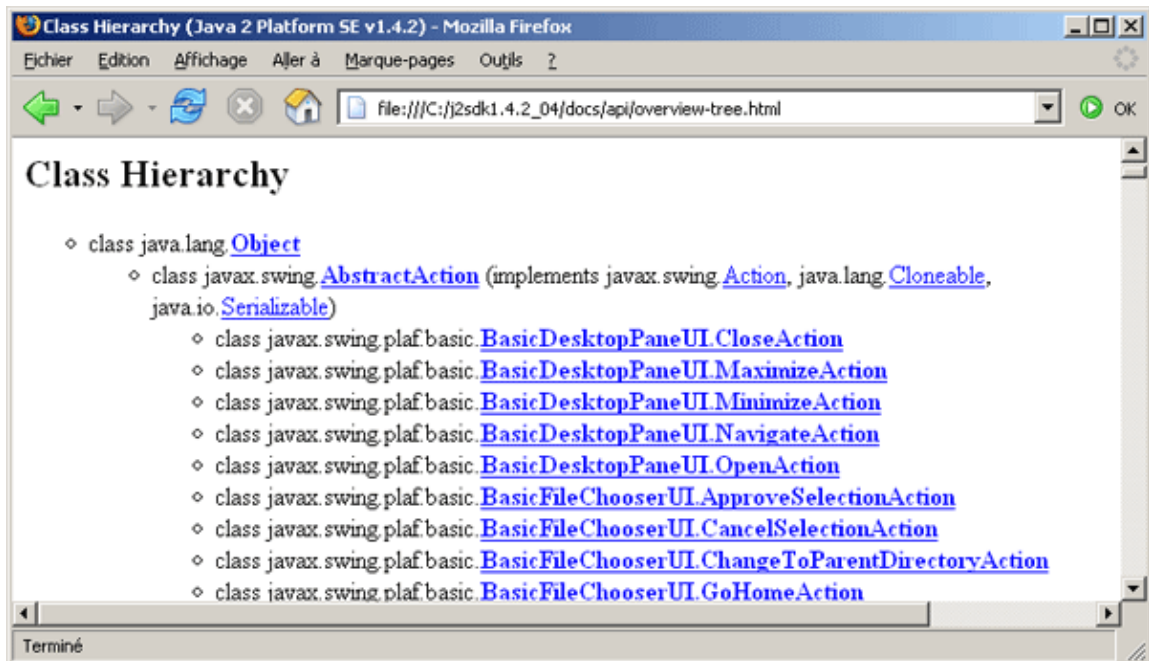 Class Hierarchy (Java 2 Platform SE v1.4.2) - Mozilla Firefox
Fichier Edition Affichage Aller à Marque-pages Outils ?
file:///C:/j2sdk1.4.2_04/docs/api/overview-tree.html OK
Class Hierarchy
class java.lang.Object
class javax.swing.AbstractAction (implements javax.swing.Action, java.lang.Cloneable,
java.io.Serializable)
class javax.swing.plaf.basic.BasicDesktopPaneUI.CloseAction
class javax.swing.plaf.basic.BasicDesktopPaneUI.MaximizeAction
class javax.swing.plaf.basic.BasicDesktopPaneUI.MinimizeAction
class javax.swing.plaf.basic.BasicDesktopPaneUI.NavigateAction
class javax.swing.plaf.basic.BasicDesktopPaneUI.OpenAction
class javax.swing.plaf.basic.BasicFileChooserUI.ApproveSelectionAction
class javax.swing.plaf.basic.BasicFileChooserUI.CancelSelectionAction
class javax.swing.plaf.basic.BasicFileChooserUI.ChangeToParentDirectoryAction
class javax.swing.plaf.basic.BasicFileChooserUI.GoHomeAction
Terminé